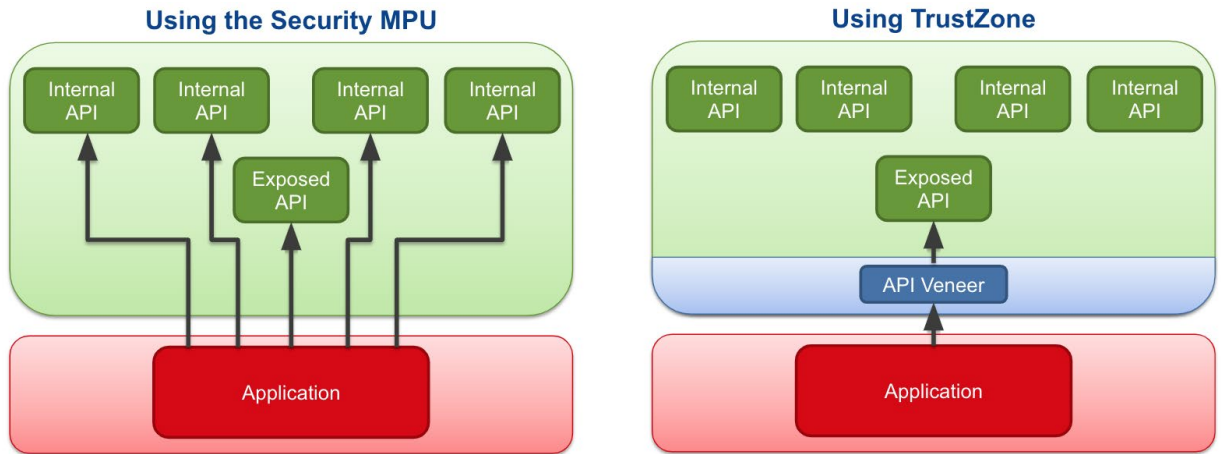 Using the Security MPU
Internal
API
Internal
API
Internal
API
Internal
API
Exposed
API
Application
Using TrustZone
Internal
API
Internal
API
Internal
API
Internal
API
Exposed
API
API Veneer
Application